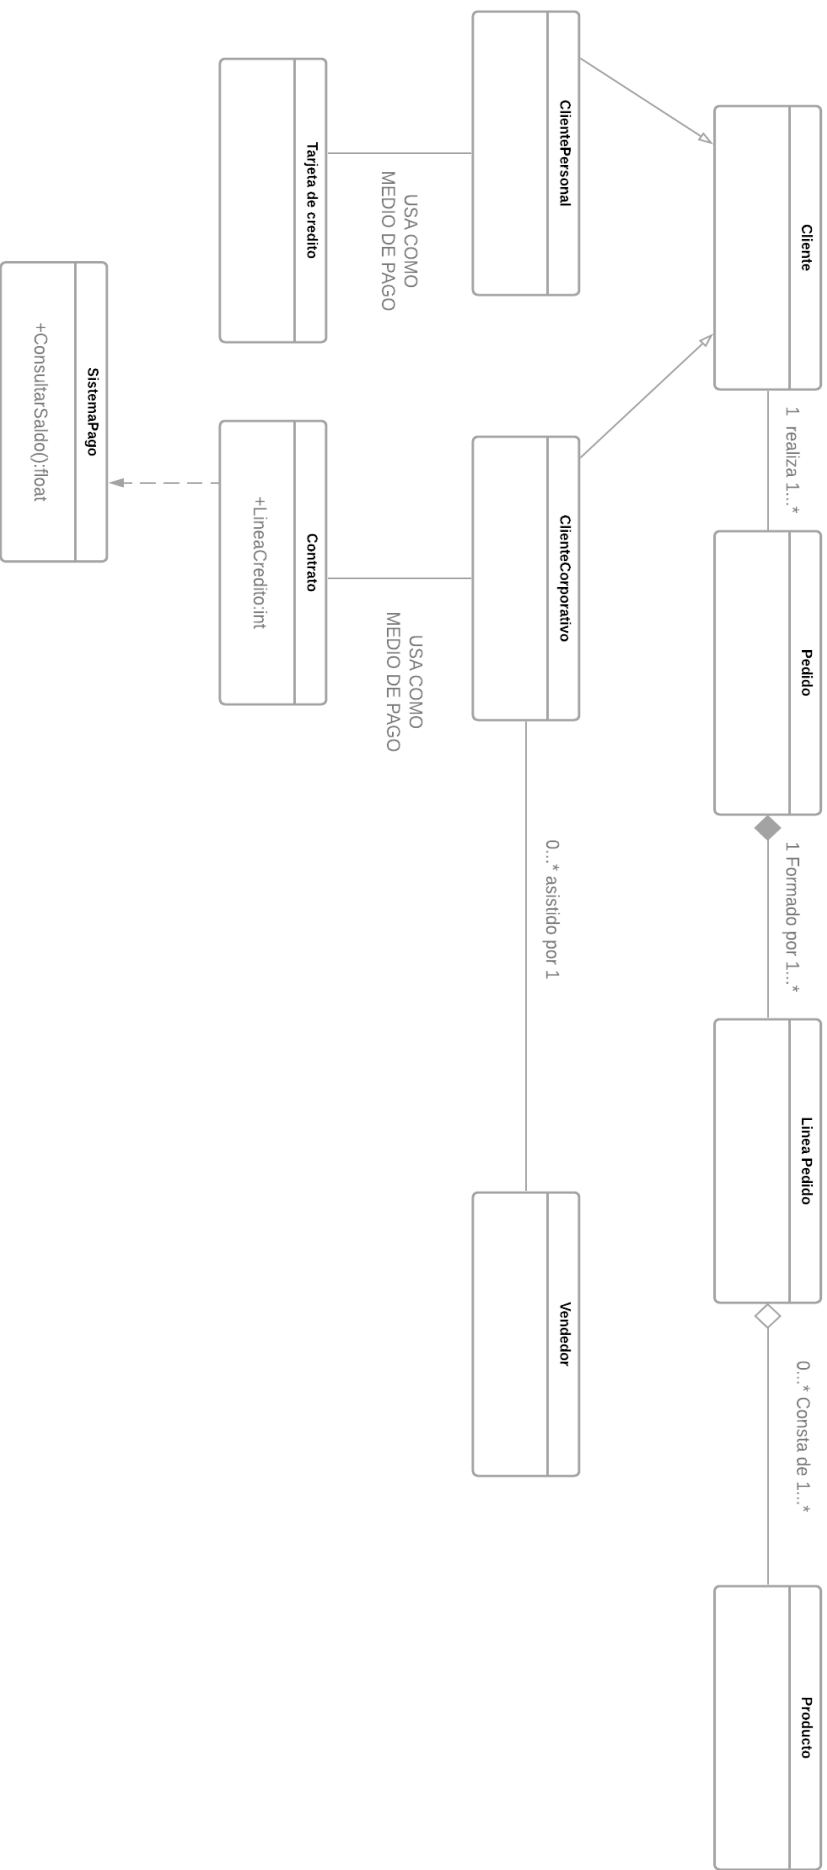 Cliente
1  realiza 1...*
Pedido
1 Formado por 1...*
Linea Pedido
0...* Consta de 1...*
Producto
ClientePersonal
ClienteCorporativo
0...* asistido por 1
Vendedor
USA COMO
MEDIO DE PAGO
USA COMO
MEDIO DE PAGO
Tarjeta de credito
Contrato
+LineaCredito:int
SistemaPago
+ConsultarSaldo():float